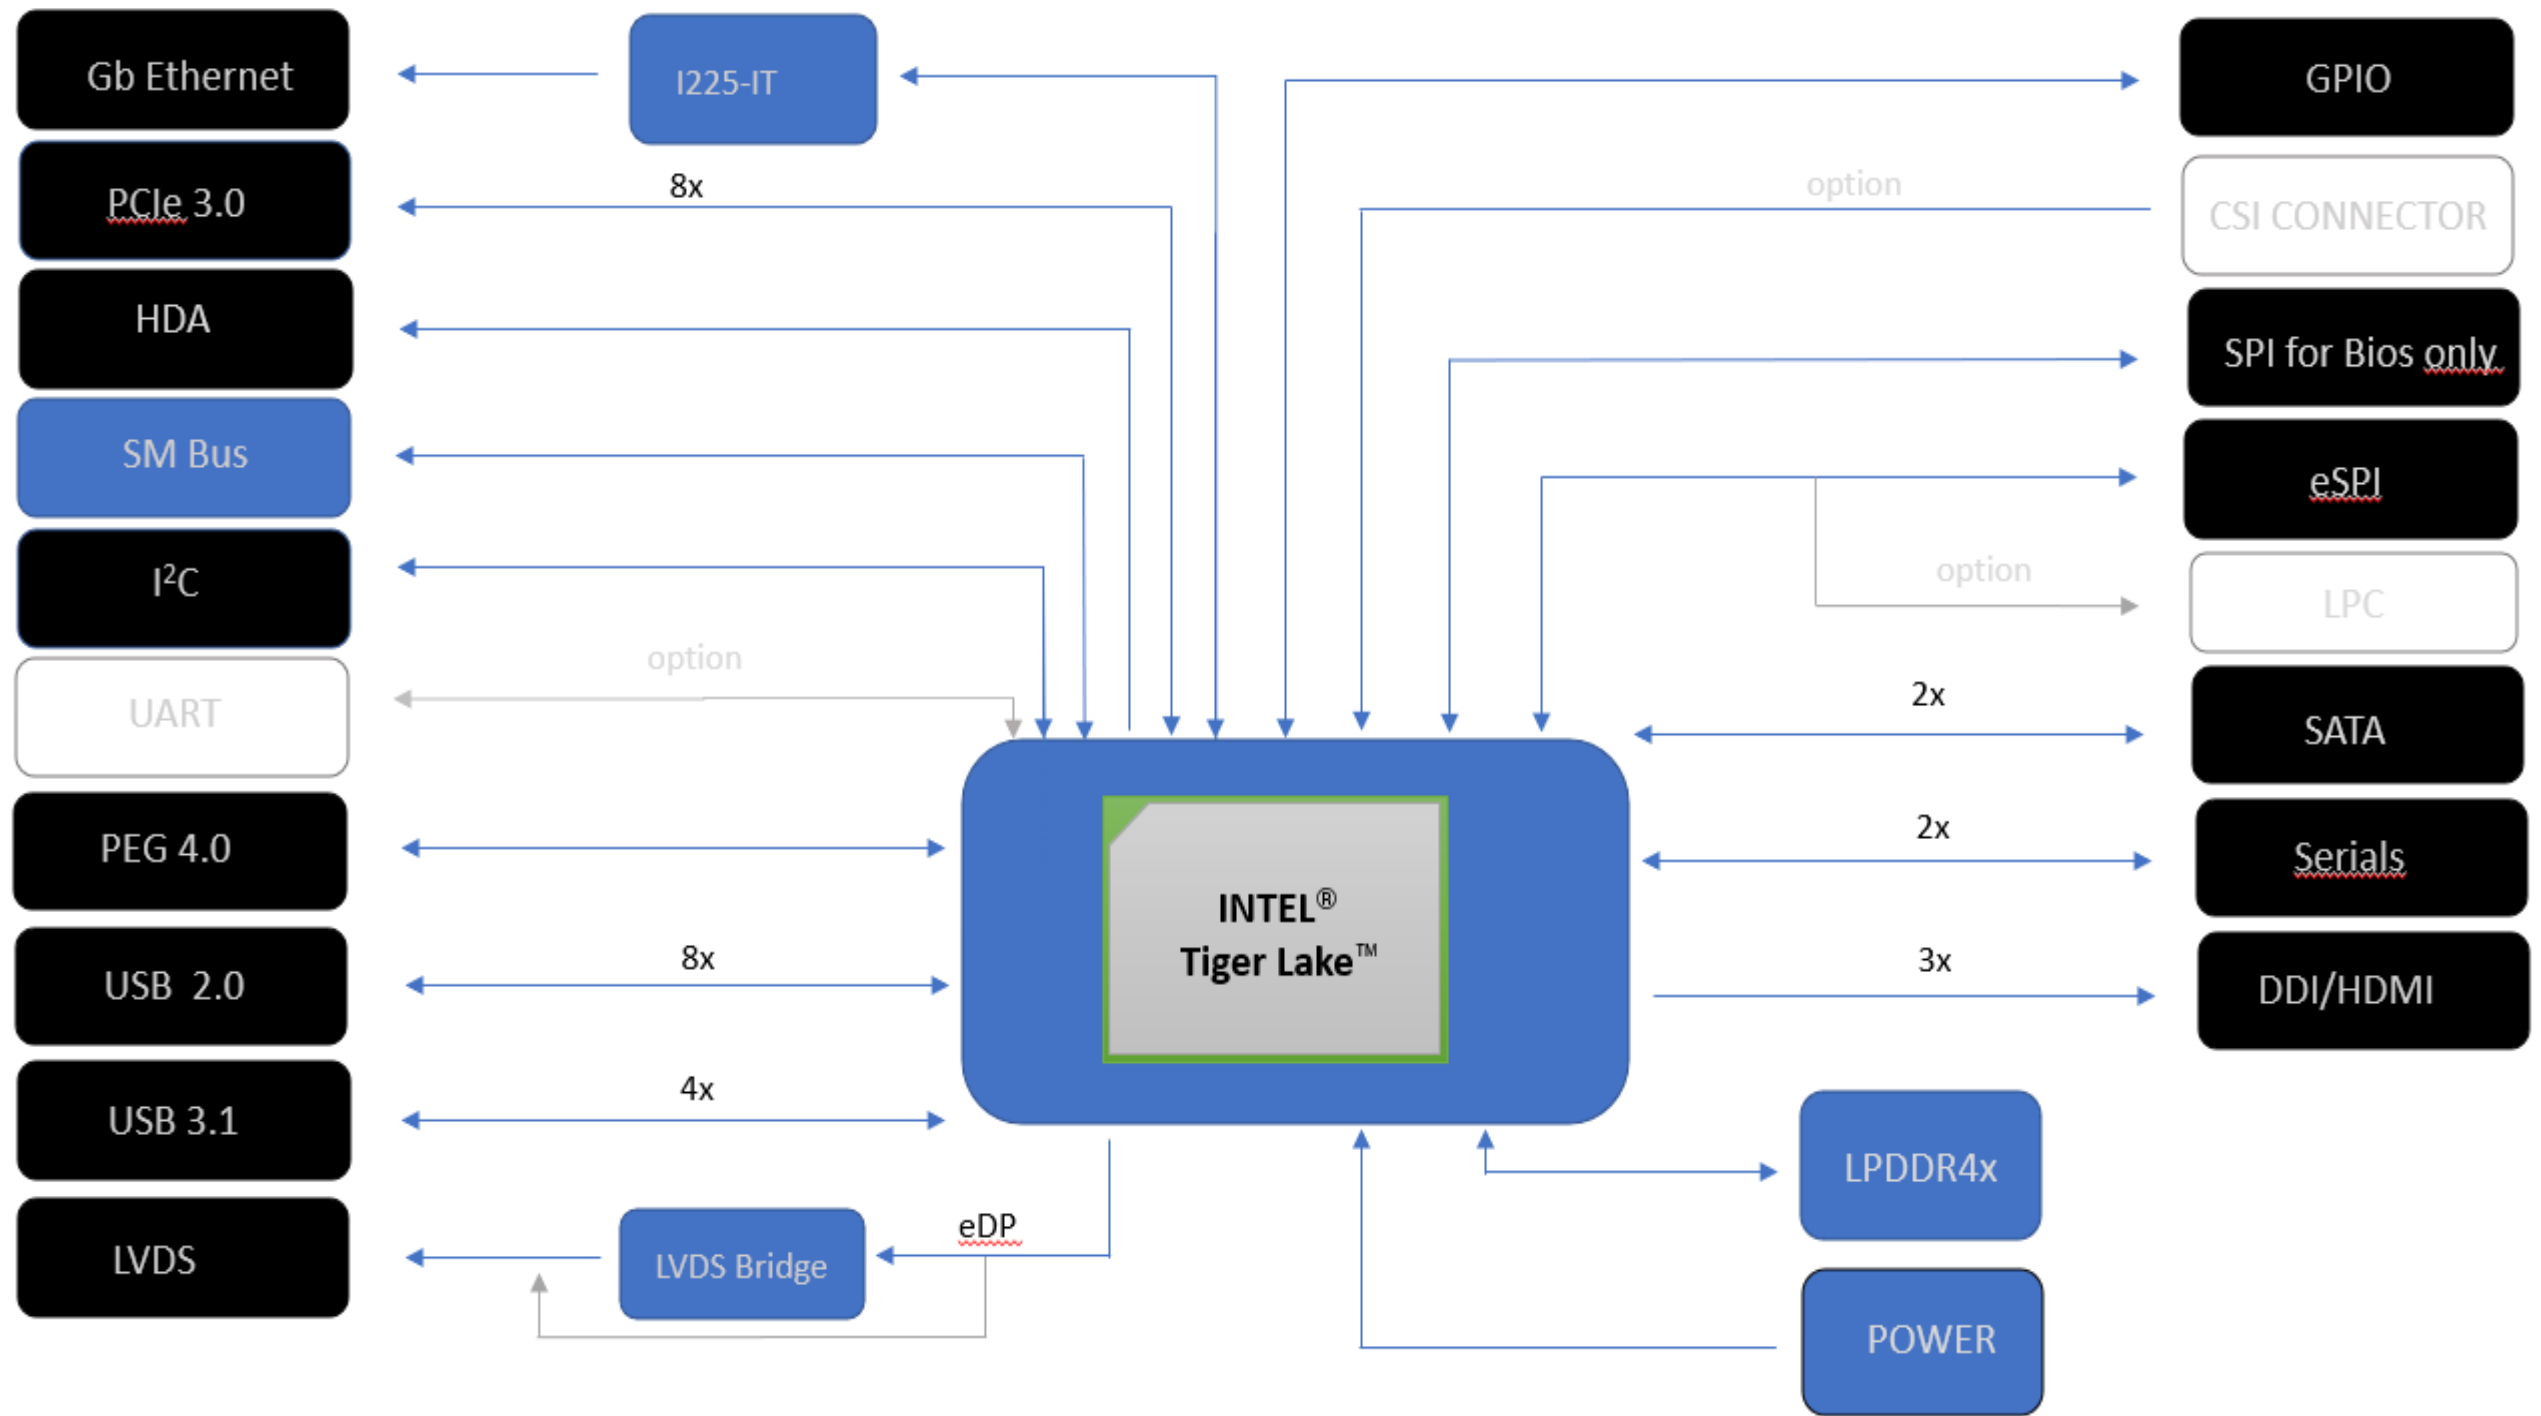 Gb Ethernet
I225-IT
GPIO
PCIe 3.0
8x
option
CSI CONNECTOR
HDA
SPI for Bios only
SM Bus
eSPI
I²C
option
LPC
UART
option
2x
SATA
PEG 4.0
2x
Serials
INTEL®
Tiger Lake™
USB 2.0
8x
3x
DDI/HDMI
USB 3.1
4x
LPDDR4x
LVDS
LVDS Bridge
eDP
POWER